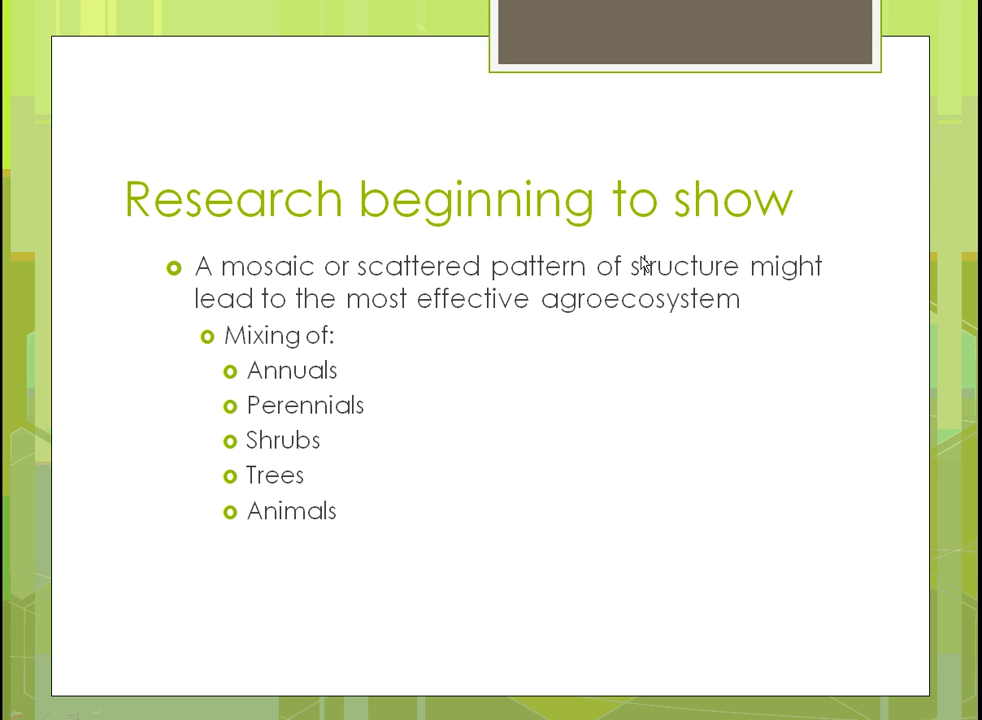 Research beginning to show
A mosaic or scattered pattern of structure might
lead to the most effective agroecosystem
Mixing of:
Annuals
Perennials
Shrubs
Trees
Animals